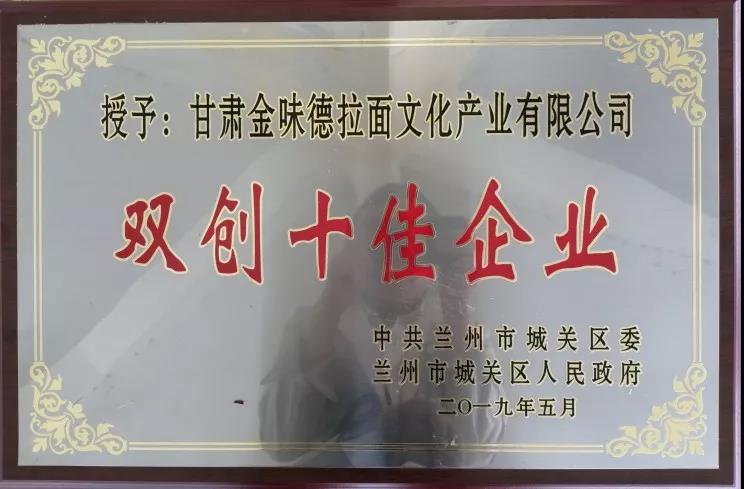 授予：甘肃金味德拉面文化产业有限公司
双创十佳企业
中共兰州市城关区委
兰州市城关区人民政府
二〇一九年五月